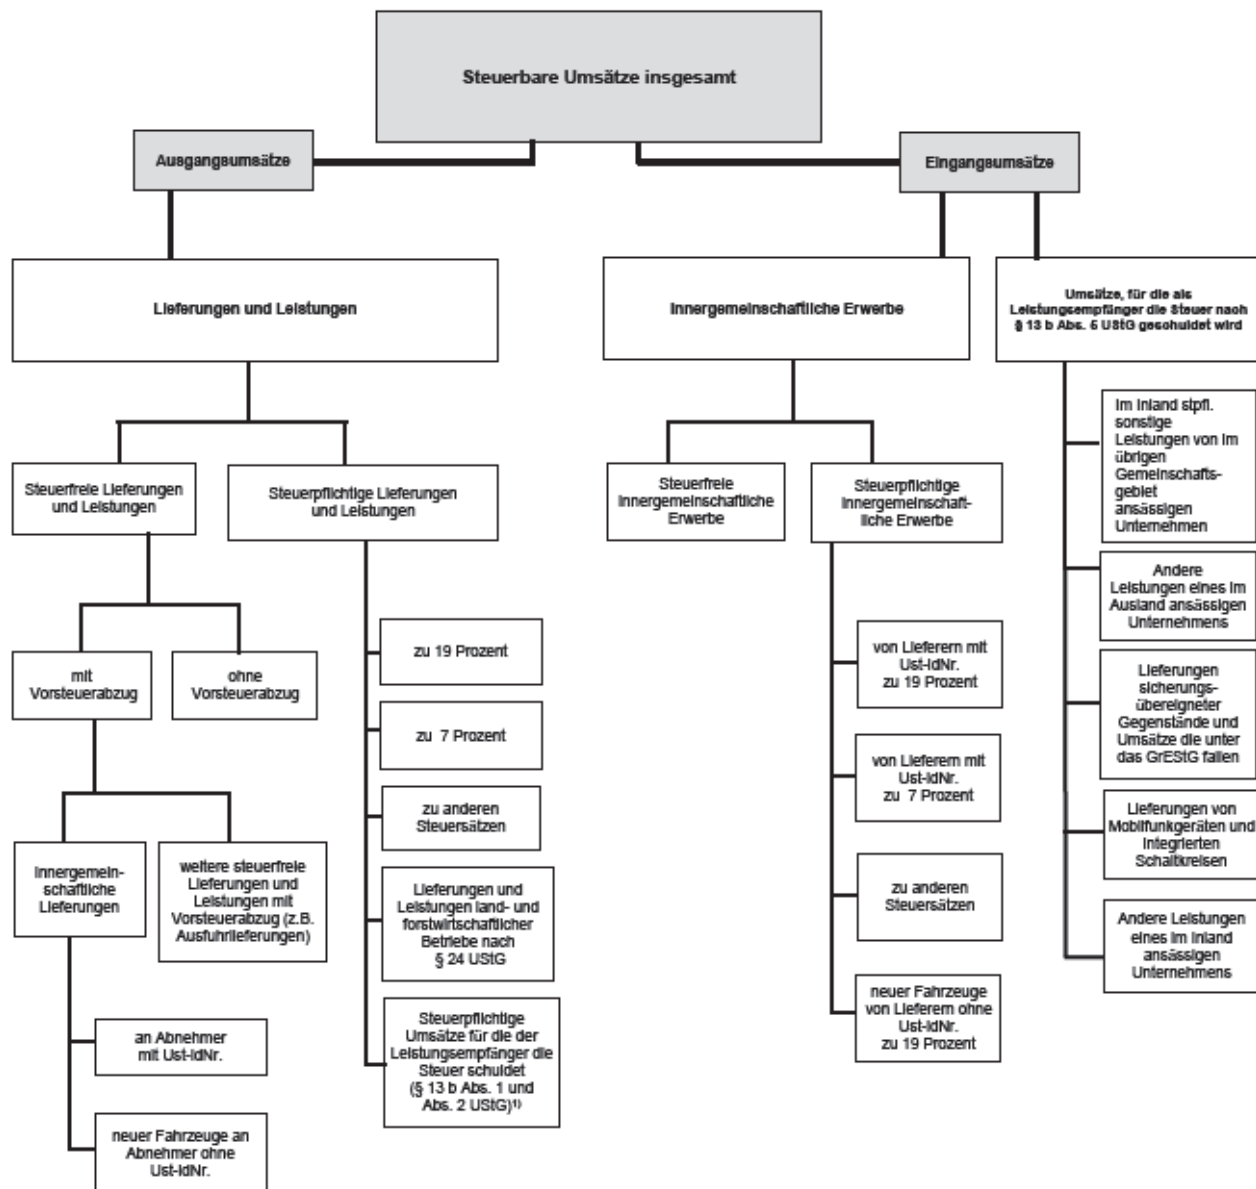 Steuerbare Umsätze insgesamt
Ausgangsumsätze
Eingangsumsätze
Lieferungen und Leistungen
Innergemeinschaftliche Erwerbe
Umsätze, für die als
Leistungsempfänger die Steuer nach
§ 13 b Abs. 5 UStG geschuldet wird
Steuerfreie Lieferungen
und Leistungen
Steuerpflichtige Lieferungen
und Leistungen
mit
Vorsteuerabzug
ohne
Vorsteuerabzug
Innergemein-
schaftliche
Lieferungen
weitere steuerfreie
Lieferungen und
Leistungen mit
Vorsteuerabzug (z.B.
Ausfuhrlieferungen)
an Abnehmer
mit Ust-IdNr.
neuer Fahrzeuge an
Abnehmer ohne
Ust-IdNr.
zu 19 Prozent
zu 7 Prozent
zu anderen
Steuersätzen
Lieferungen und
Leistungen land- und
forstwirtschaftlicher
Betriebe nach
§ 24 UStG
Steuerpflichtige
Umsätze für die der
Leistungsempfänger die
Steuer schuldet
(§ 13 b Abs. 1 und
Abs. 2 UStG)¹⁾
Steuerfreie
innergemeinschaftliche
Erwerbe
Steuerpflichtige
innergemeinschaft-
liche Erwerbe
von Lieferern mit
Ust-IdNr.
zu 19 Prozent
von Lieferern mit
Ust-IdNr.
zu 7 Prozent
zu anderen
Steuersätzen
neuer Fahrzeuge
von Lieferern ohne
Ust-IdNr.
zu 19 Prozent
Im Inland stpfl.
sonstige
Leistungen von im
übrigen
Gemeinschafts-
gebiet
ansässigen
Unternehmen
Andere
Leistungen eines im
Ausland ansässigen
Unternehmens
Lieferungen
sicherungs-
übereigneter
Gegenstände und
Umsätze die unter
das GrEStG fallen
Lieferungen von
Mobilfunkgeräten und
integrierten
Schaltkreisen
Andere Leistungen
eines im Inland
ansässigen
Unternehmens